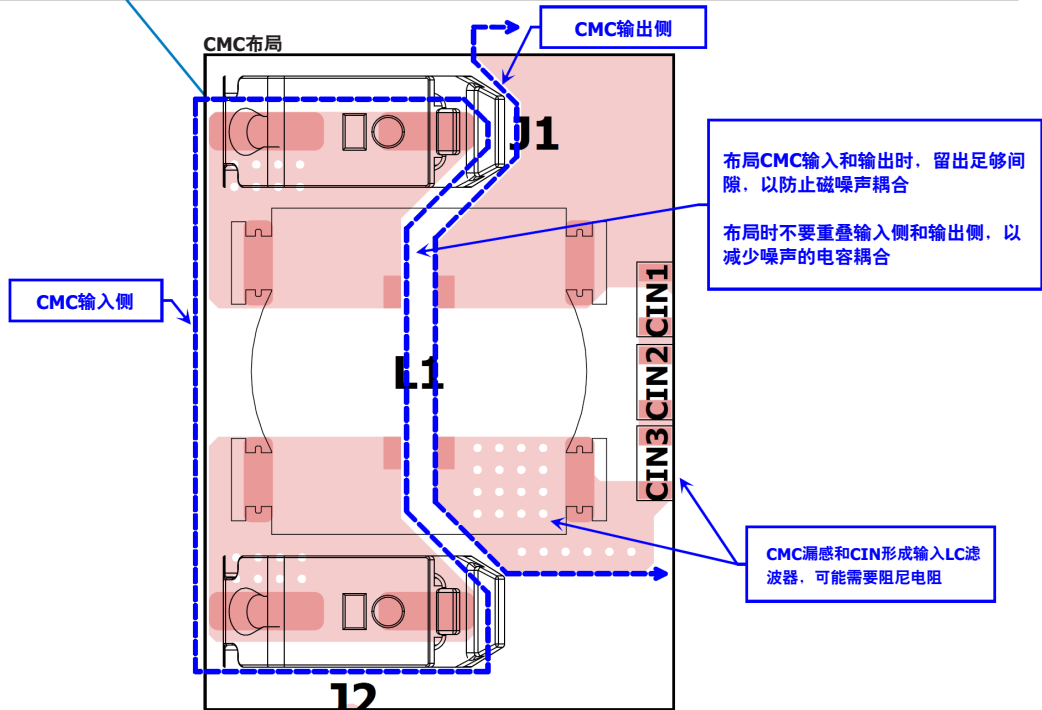 CMC输出侧
CMC布局
J1
布局CMC输入和输出时，留出足够间
隙，以防止磁噪声耦合
布局时不要重叠输入侧和输出侧，以
减少噪声的电容耦合
CMC输入侧
CIN1
L1
CIN2
CIN3
CMC漏感和CIN形成输入LC滤
波器，可能需要阻尼电阻
J2